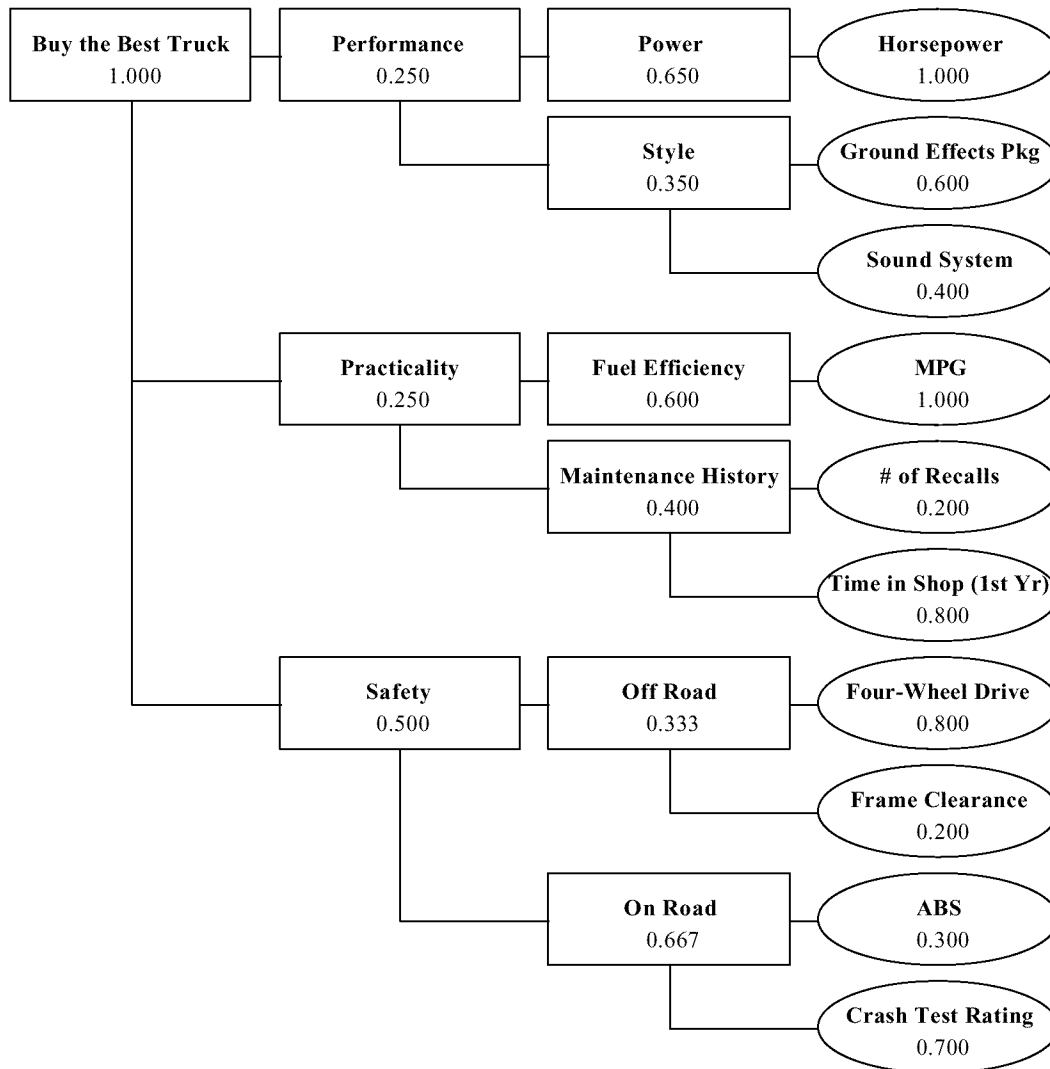 Buy the Best Truck
1.000
Performance
0.250
Power
0.650
Horsepower
1.000
Style
0.350
Ground Effects Pkg
0.600
Sound System
0.400
Practicality
0.250
Fuel Efficiency
0.600
MPG
1.000
Maintenance History
0.400
# of Recalls
0.200
Time in Shop (1st Yr)
0.800
Safety
0.500
Off Road
0.333
Four-Wheel Drive
0.800
Frame Clearance
0.200
On Road
0.667
ABS
0.300
Crash Test Rating
0.700